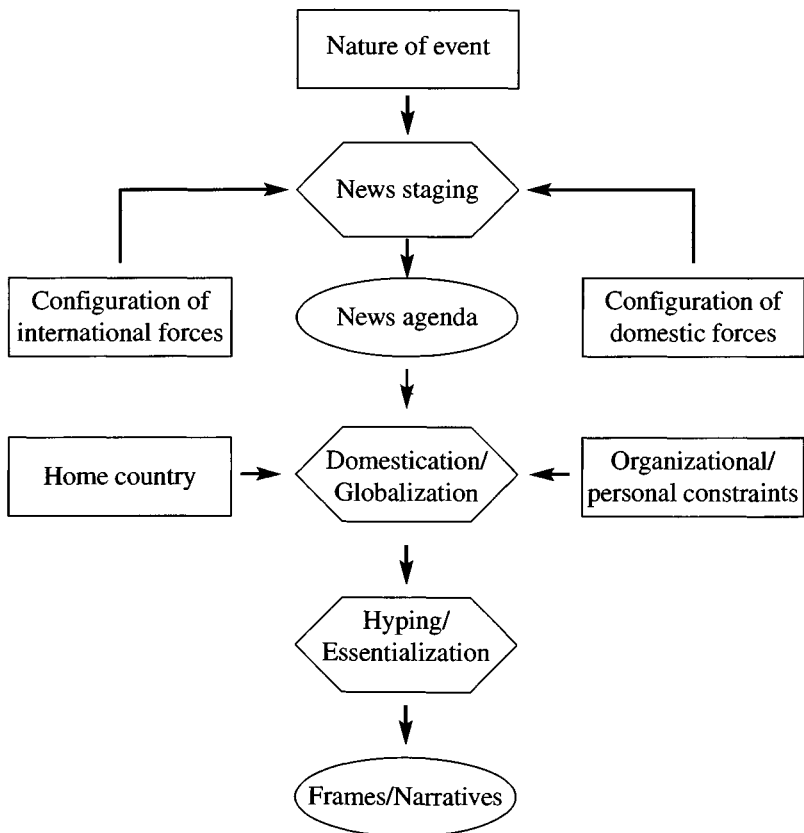 Nature of event
News staging
Configuration of
international forces
News agenda
Configuration of
domestic forces
Home country
Domestication/
Globalization
Organizational/
personal constraints
Hyping/
Essentialization
Frames/Narratives